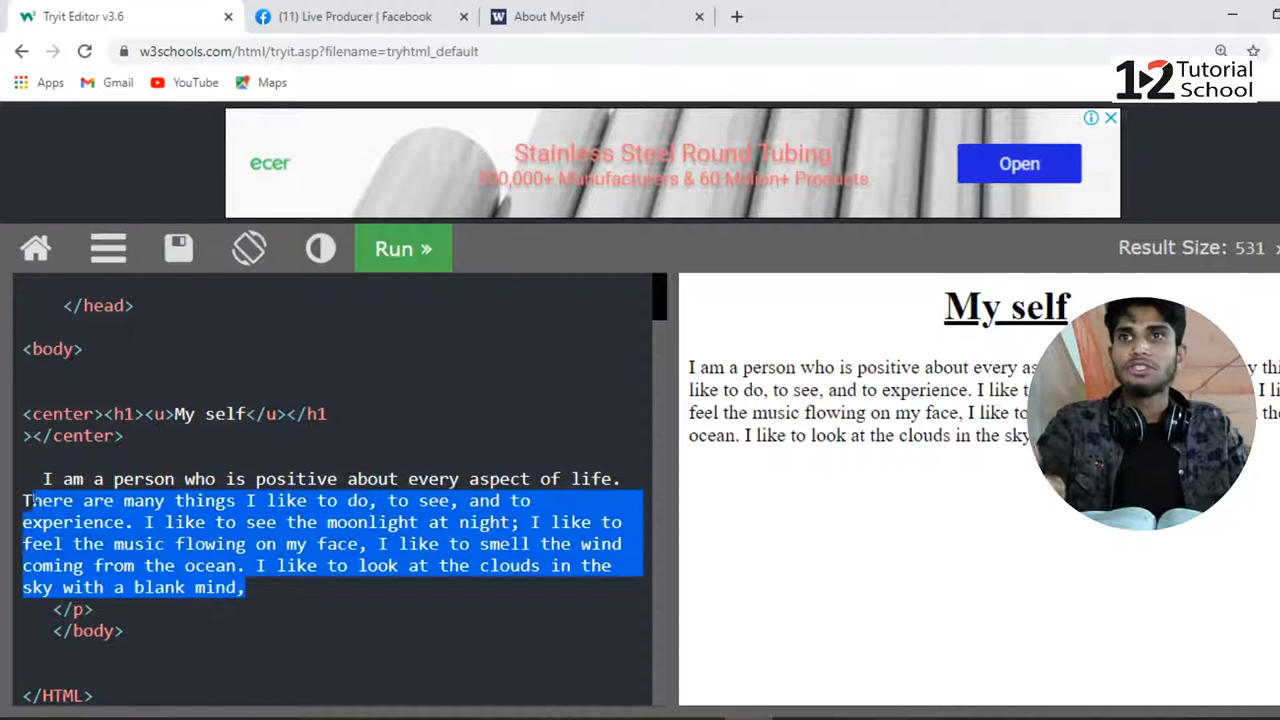 Tryit Editor v3.6
(11) Live Producer | Facebook
About Myself
w3schools.com/html/tryit.asp?filename=tryhtml_default
Apps
Gmail
YouTube
Maps
12 Tutorial
School
ecer
Stainless Steel Round Tubing
500,000+ Manufacturers & 60 Million+ Products
Open
Run »
Result Size: 531 x
</head>
<body>
<center><h1><u>My self</u></h1
></center>
I am a person who is positive about every aspect of life.
There are many things I like to do, to see, and to
experience. I like to see the moonlight at night; I like to
feel the music flowing on my face, I like to smell the wind
coming from the ocean. I like to look at the clouds in the
sky with a blank mind,
</p>
</body>
</HTML>
My self
I am a person who is positive about every
like to do, to see, and to experience. I like
feel the music flowing on my face, I like to
ocean. I like to look at the clouds in the sky